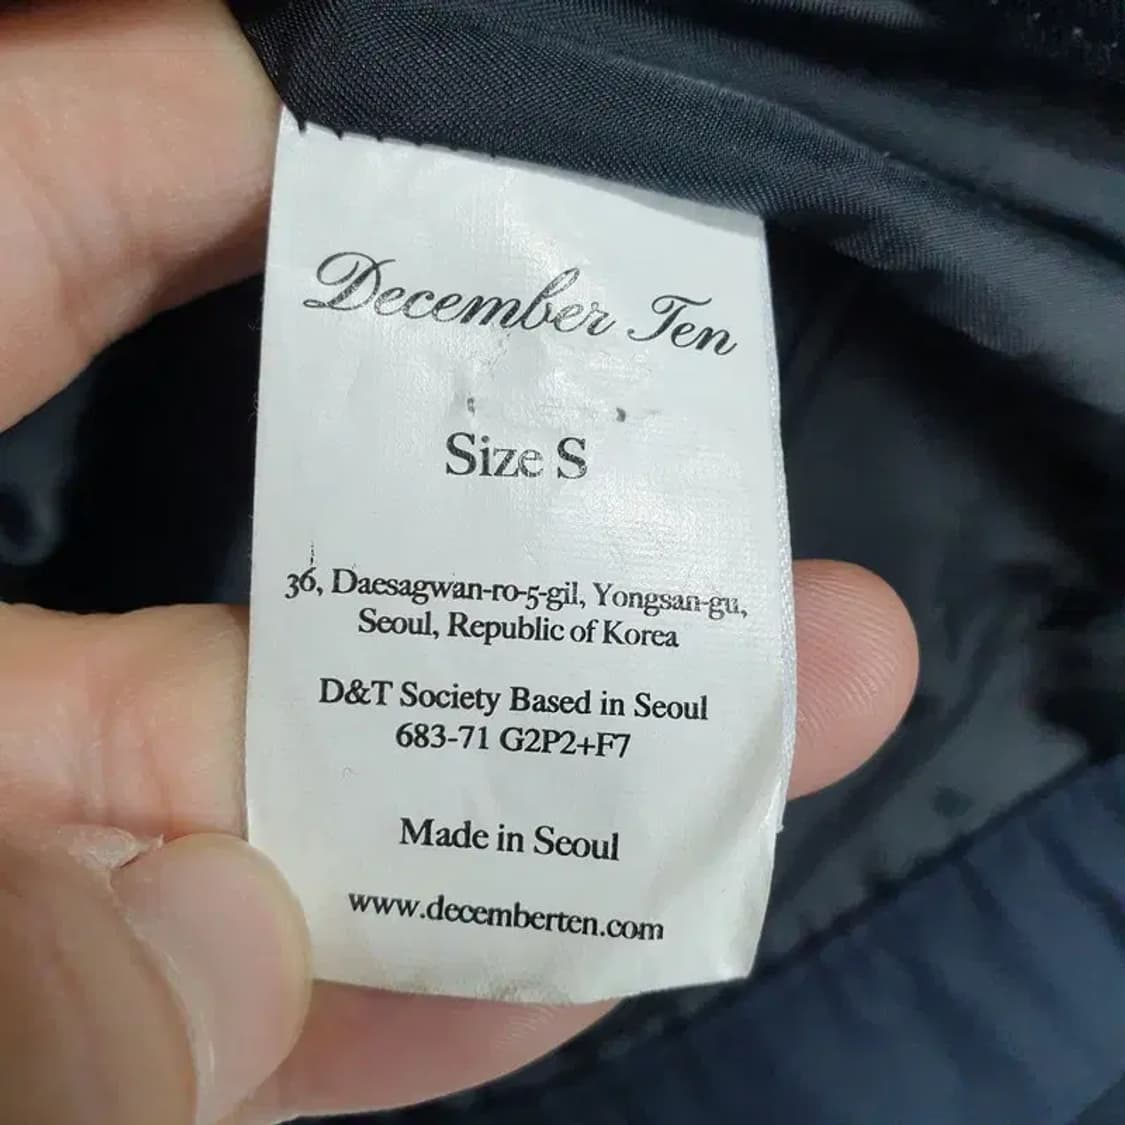 December Ten
Size S
36, Daesagwan-ro-5-gil, Yongsan-gu,
Seoul, Republic of Korea
D&T Society Based in Seoul
683-71 G2P2+F7
Made in Seoul
www.decemberten.com